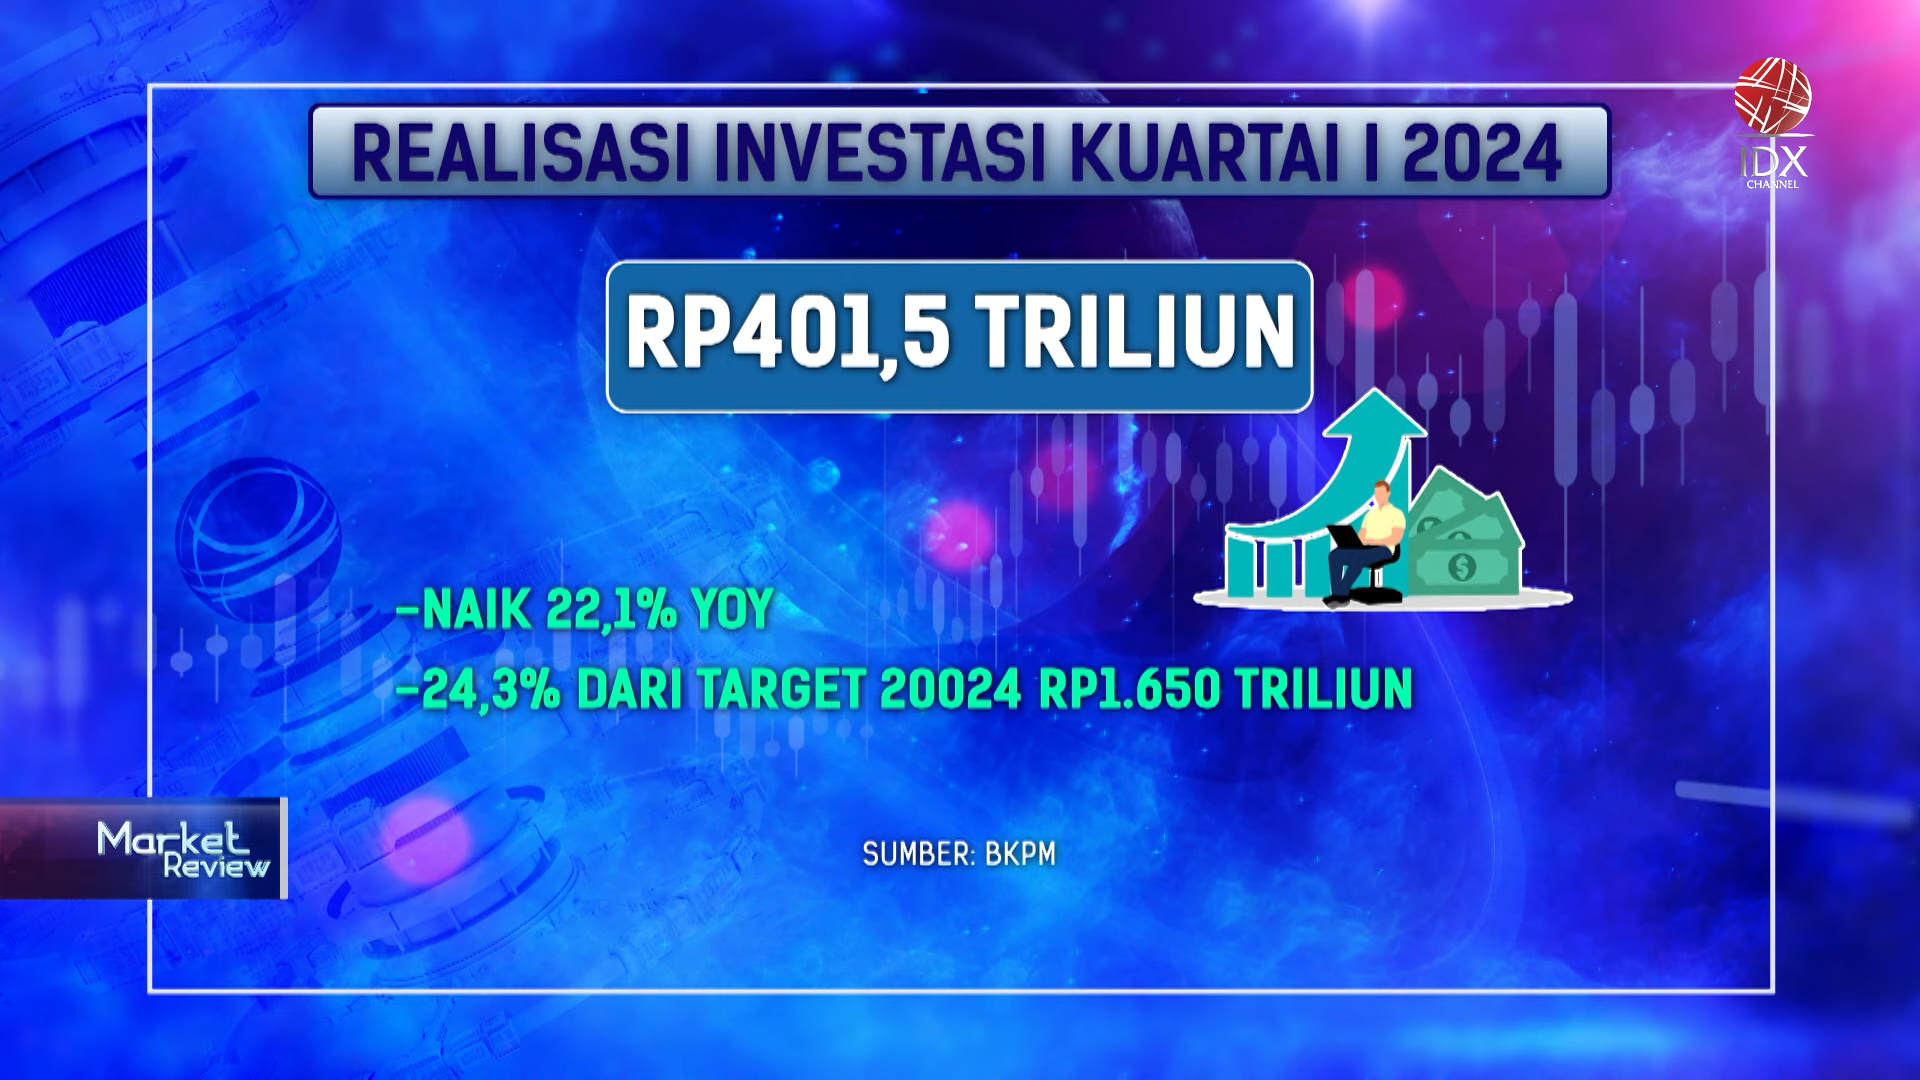 REALISASI INVESTASI KUARTAI I 2024
IDX
CHANNEL
RP401,5 TRILIUN
-NAIK 22,1% YOY
-24,3% DARI TARGET 20024 RP1.650 TRILIUN
Market
Review
SUMBER: BKPM